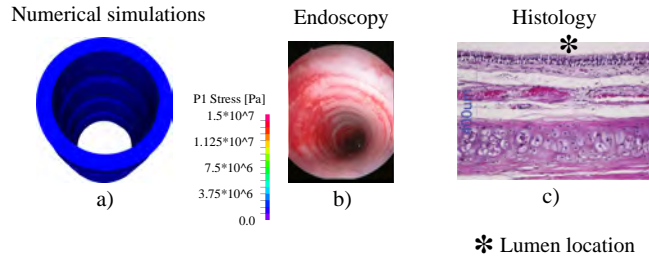 Numerical simulations
Endoscopy
Histology
*
P1 Stress [Pa]
1.5*10^7
1.125*10^7
7.5*10^6
3.75*10^6
0.0
a)
b)
c)
* Lumen location